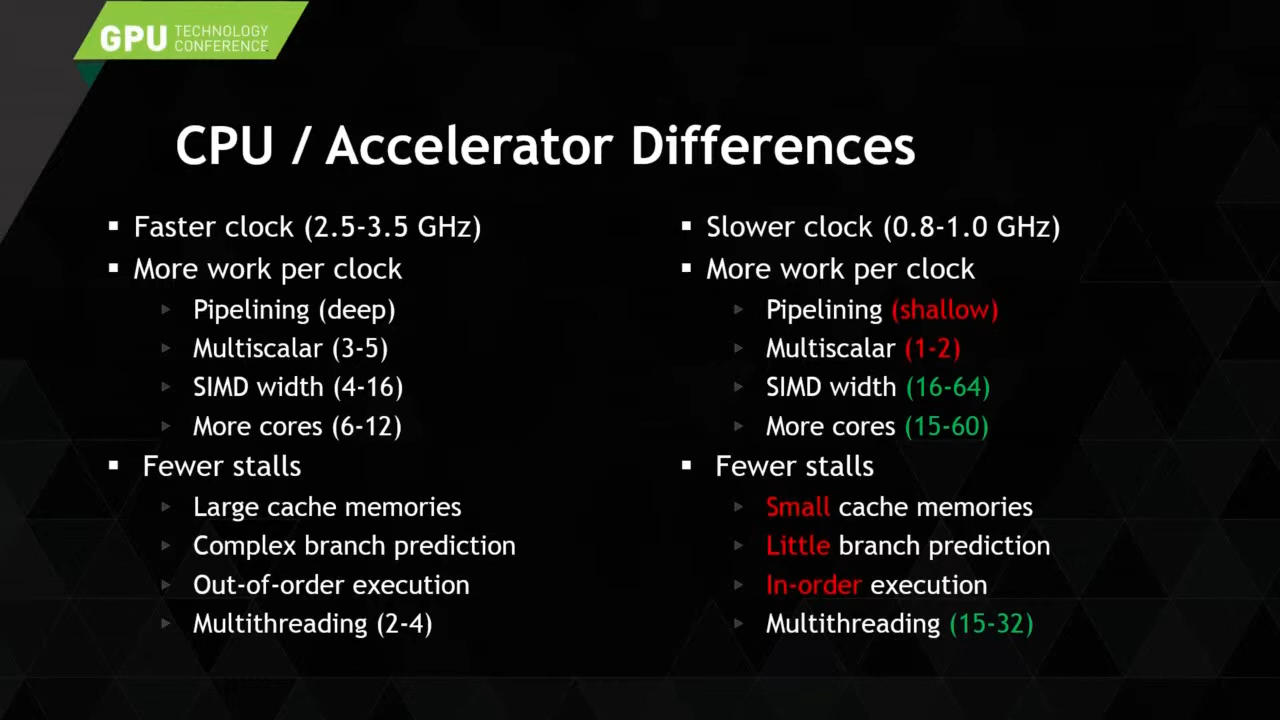 GPU TECHNOLOGY
CONFERENCE
CPU / Accelerator Differences
▪ Faster clock (2.5-3.5 GHz)
▪ More work per clock
▹ Pipelining (deep)
▹ Multiscalar (3-5)
▹ SIMD width (4-16)
▹ More cores (6-12)
▪ Fewer stalls
▹ Large cache memories
▹ Complex branch prediction
▹ Out-of-order execution
▹ Multithreading (2-4)
▪ Slower clock (0.8-1.0 GHz)
▪ More work per clock
▹ Pipelining (shallow)
▹ Multiscalar (1-2)
▹ SIMD width (16-64)
▹ More cores (15-60)
▪ Fewer stalls
▹ Small cache memories
▹ Little branch prediction
▹ In-order execution
▹ Multithreading (15-32)